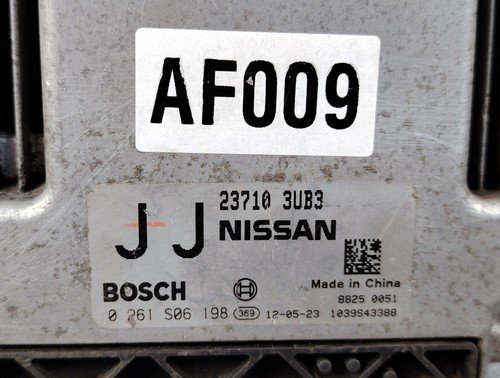 AF009
23710 3UB3
JJ NISSAN
Made in China
BOSCH 8825 0051
0 261 S06 198 369 12-05-23 1039S43388